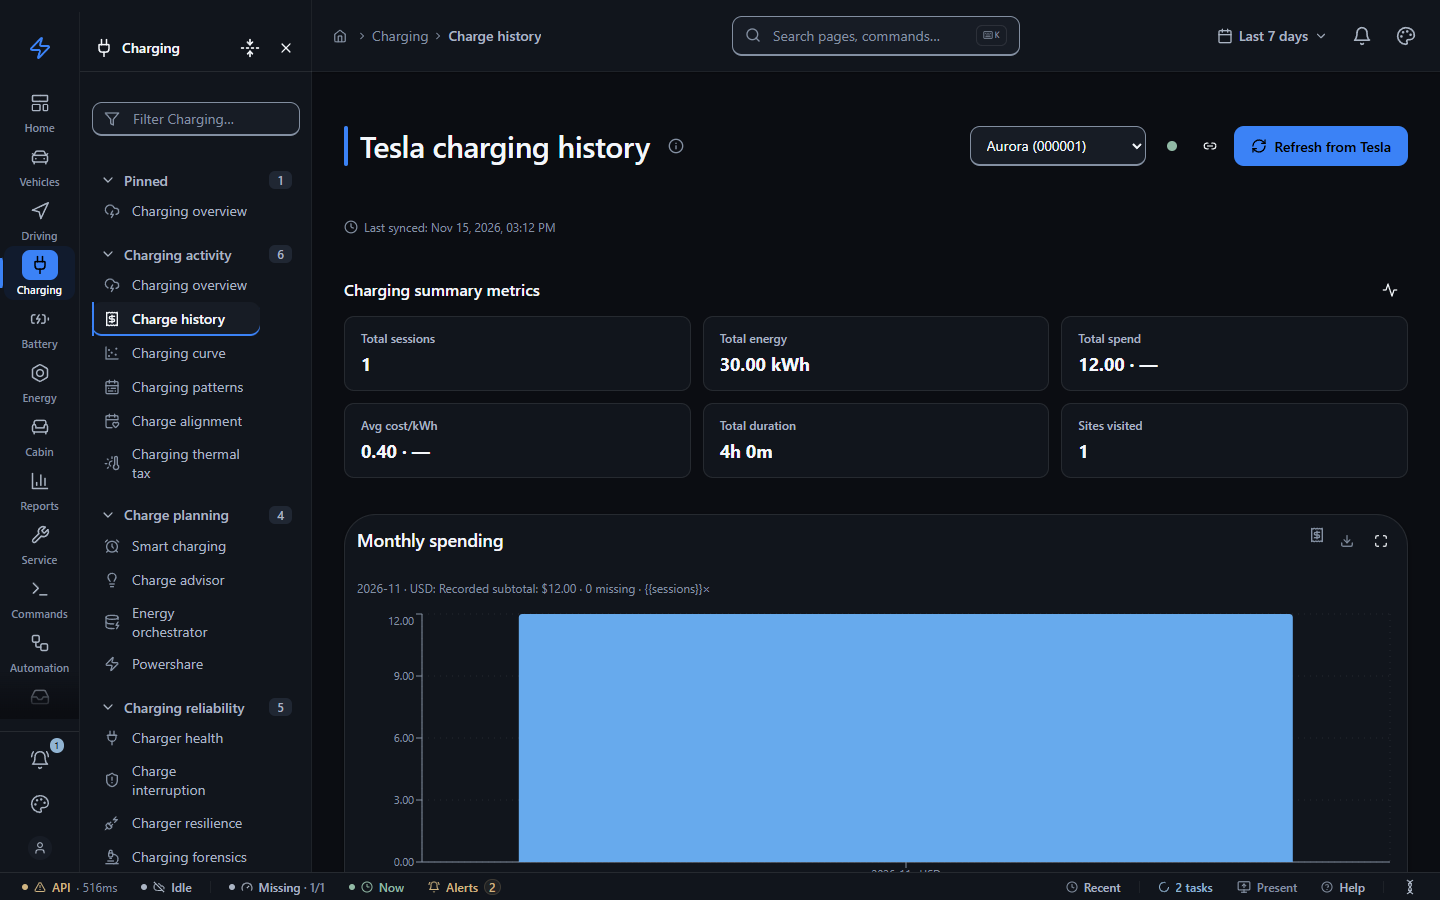 Charging
Charging
Charge history
Search pages, commands...
K
Last 7 days
Home
Vehicles
Driving
Charging
Battery
Energy
Cabin
Reports
Service
Commands
Automation
1
Filter Charging...
Pinned
1
Charging overview
Charging activity
6
Charging overview
Charge history
Charging curve
Charging patterns
Charge alignment
Charging thermal
tax
Charge planning
4
Smart charging
Charge advisor
Energy
orchestrator
Powershare
Charging reliability
5
Charger health
Charge
interruption
Charger resilience
Charging forensics
Tesla charging history
Aurora (000001)
Refresh from Tesla
Last synced: Nov 15, 2026, 03:12 PM
Charging summary metrics
Total sessions
1
Total energy
30.00 kWh
Total spend
12.00 · —
Avg cost/kWh
0.40 · —
Total duration
4h 0m
Sites visited
1
Monthly spending
2026-11 · USD: Recorded subtotal: $12.00 · 0 missing · {{sessions}}×
12.00
9.00
6.00
3.00
0.00
2026-11 · USD
API · 516ms
Idle
Missing · 1/1
Now
Alerts 2
Recent
2 tasks
Present
Help